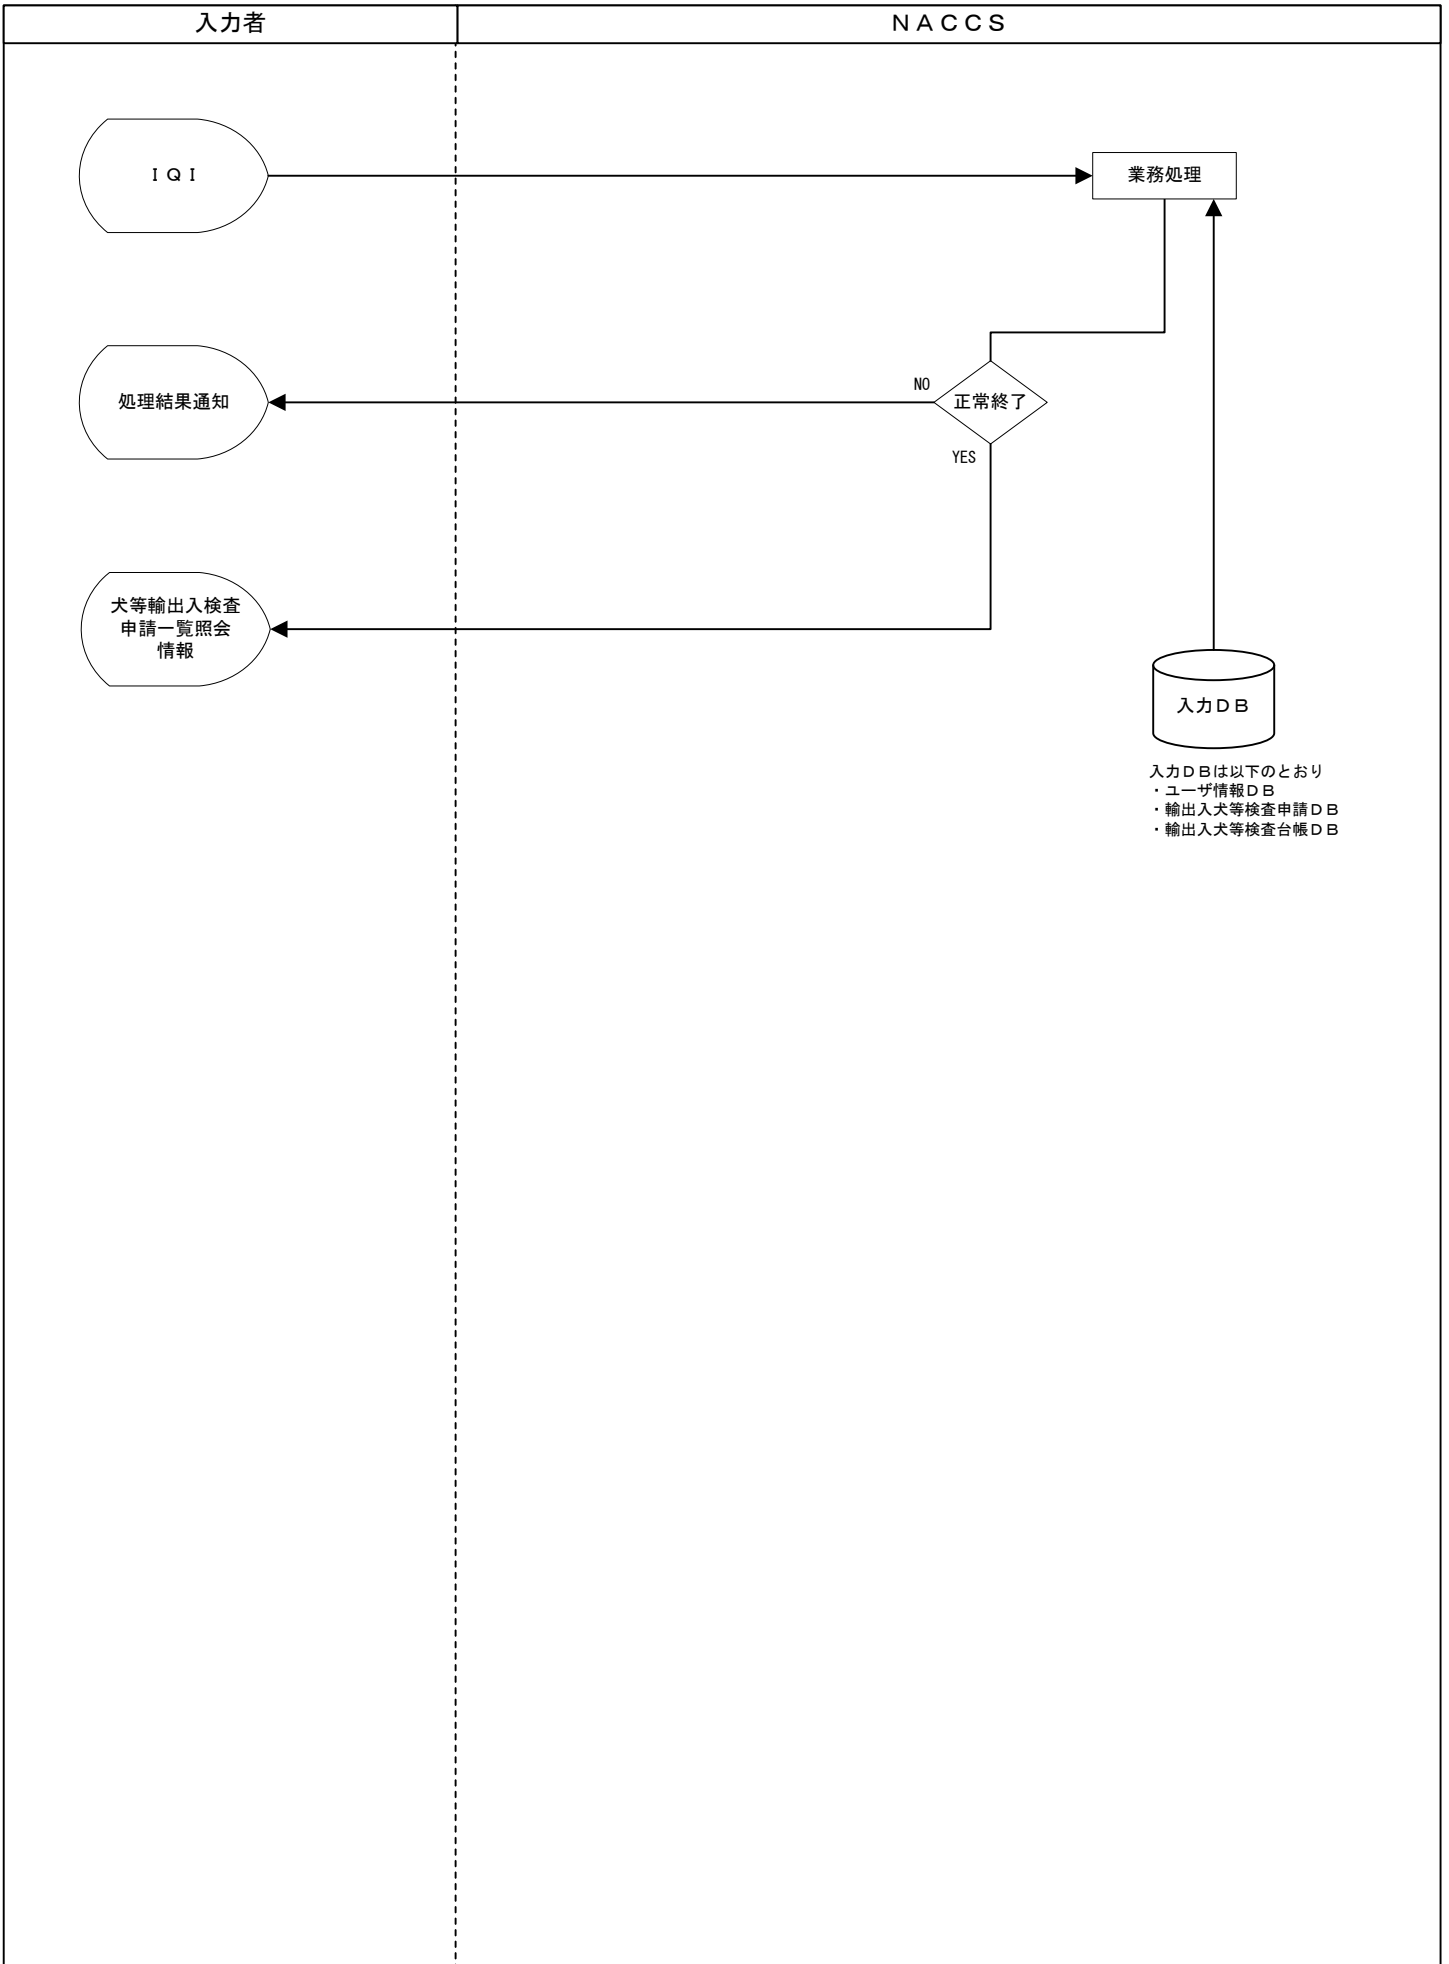 入力者
ＮＡＣＣＳ
ＩＱＩ
業務処理
処理結果通知
NO
正常終了
YES
犬等輸出入検査
申請一覧照会
情報
入力ＤＢ
入力ＤＢは以下のとおり
・ユーザ情報ＤＢ
・輸出入犬等検査申請ＤＢ
・輸出入犬等検査台帳ＤＢ